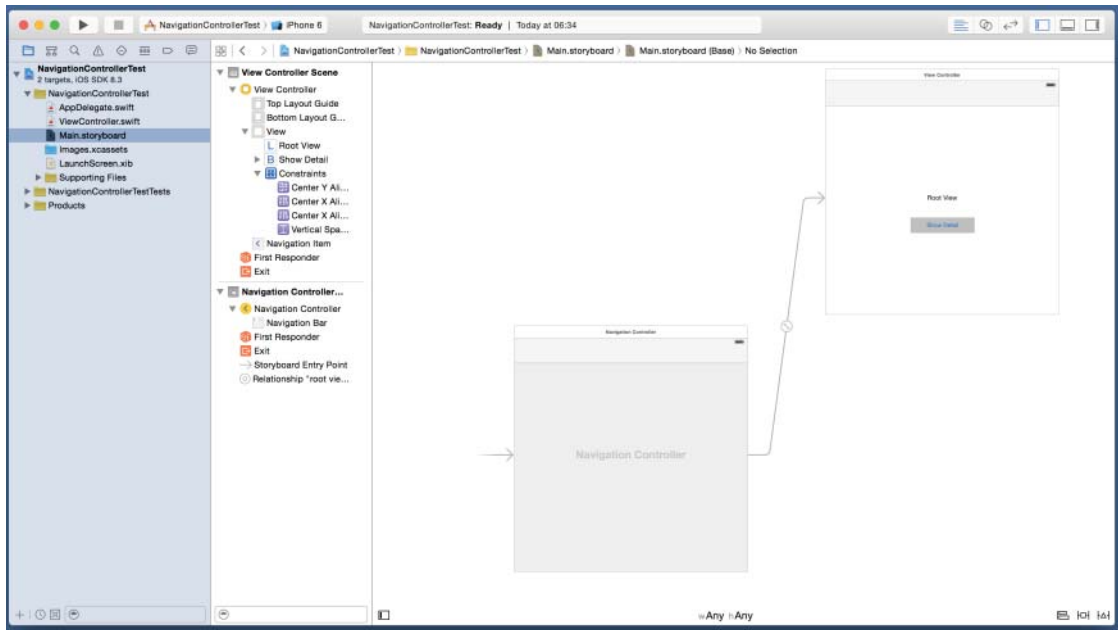 NavigationControllerTest iPhone 6
NavigationControllerTest: Ready | Today at 06:34
NavigationControllerTest NavigationControllerTest Main.storyboard Main.storyboard (Base) No Selection
NavigationControllerTest
2 targets, iOS SDK 8.3
NavigationControllerTest
AppDelegate.swift
ViewController.swift
Main.storyboard
Images.xcassets
LaunchScreen.xib
Supporting Files
NavigationControllerTestTests
Products
View Controller Scene
View Controller
Top Layout Guide
Bottom Layout G...
View
L Root View
B Show Detail
Constraints
Center Y Ali...
Center X Ali...
Center X Ali...
Vertical Spa...
Navigation Item
First Responder
Exit
Navigation Controller...
Navigation Controller
Navigation Bar
First Responder
Exit
Storyboard Entry Point
Relationship "root vie...
View Controller
Root View
Show Detail
Navigation Controller
Navigation Controller
wAny hAny